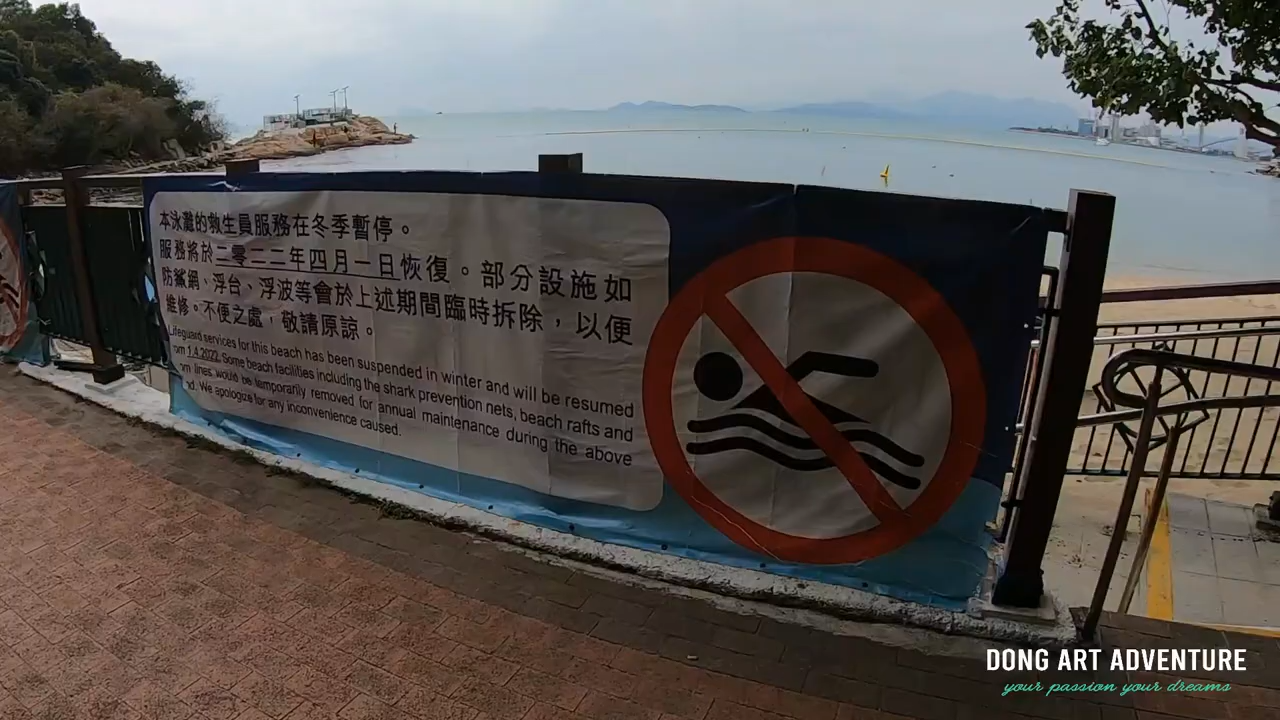 本泳灘的救生員服務在冬季暫停。
服務將於二零二二年四月一日恢復。部分設施如
防鯊網、浮台、浮波等會於上述期間臨時拆除，以便
維修。不便之處，敬請原諒。
Lifeguard services for this beach has been suspended in winter and will be resumed
om 1.4.2022. Some beach facilities including the shark prevention nets, beach rafts and
om lines would be temporarily removed for annual maintenance during the above
od. We apologize for any inconvenience caused.
DONG ART ADVENTURE
your passion your dreams